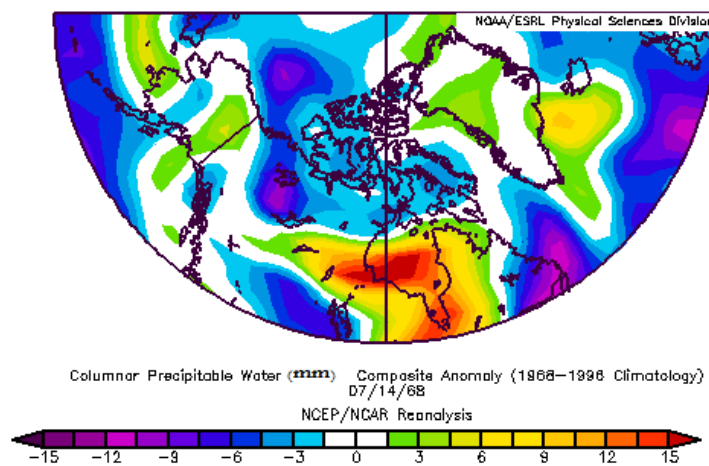 NOAA/ESRL Physical Sciences Division
Columnar Precipitable Water (mm) Composite Anomaly (1968-1996 Climatology)
07/14/68
NCEP/NCAR Reanalysis
-15 -12 -9 -6 -3 0 3 6 9 12 15